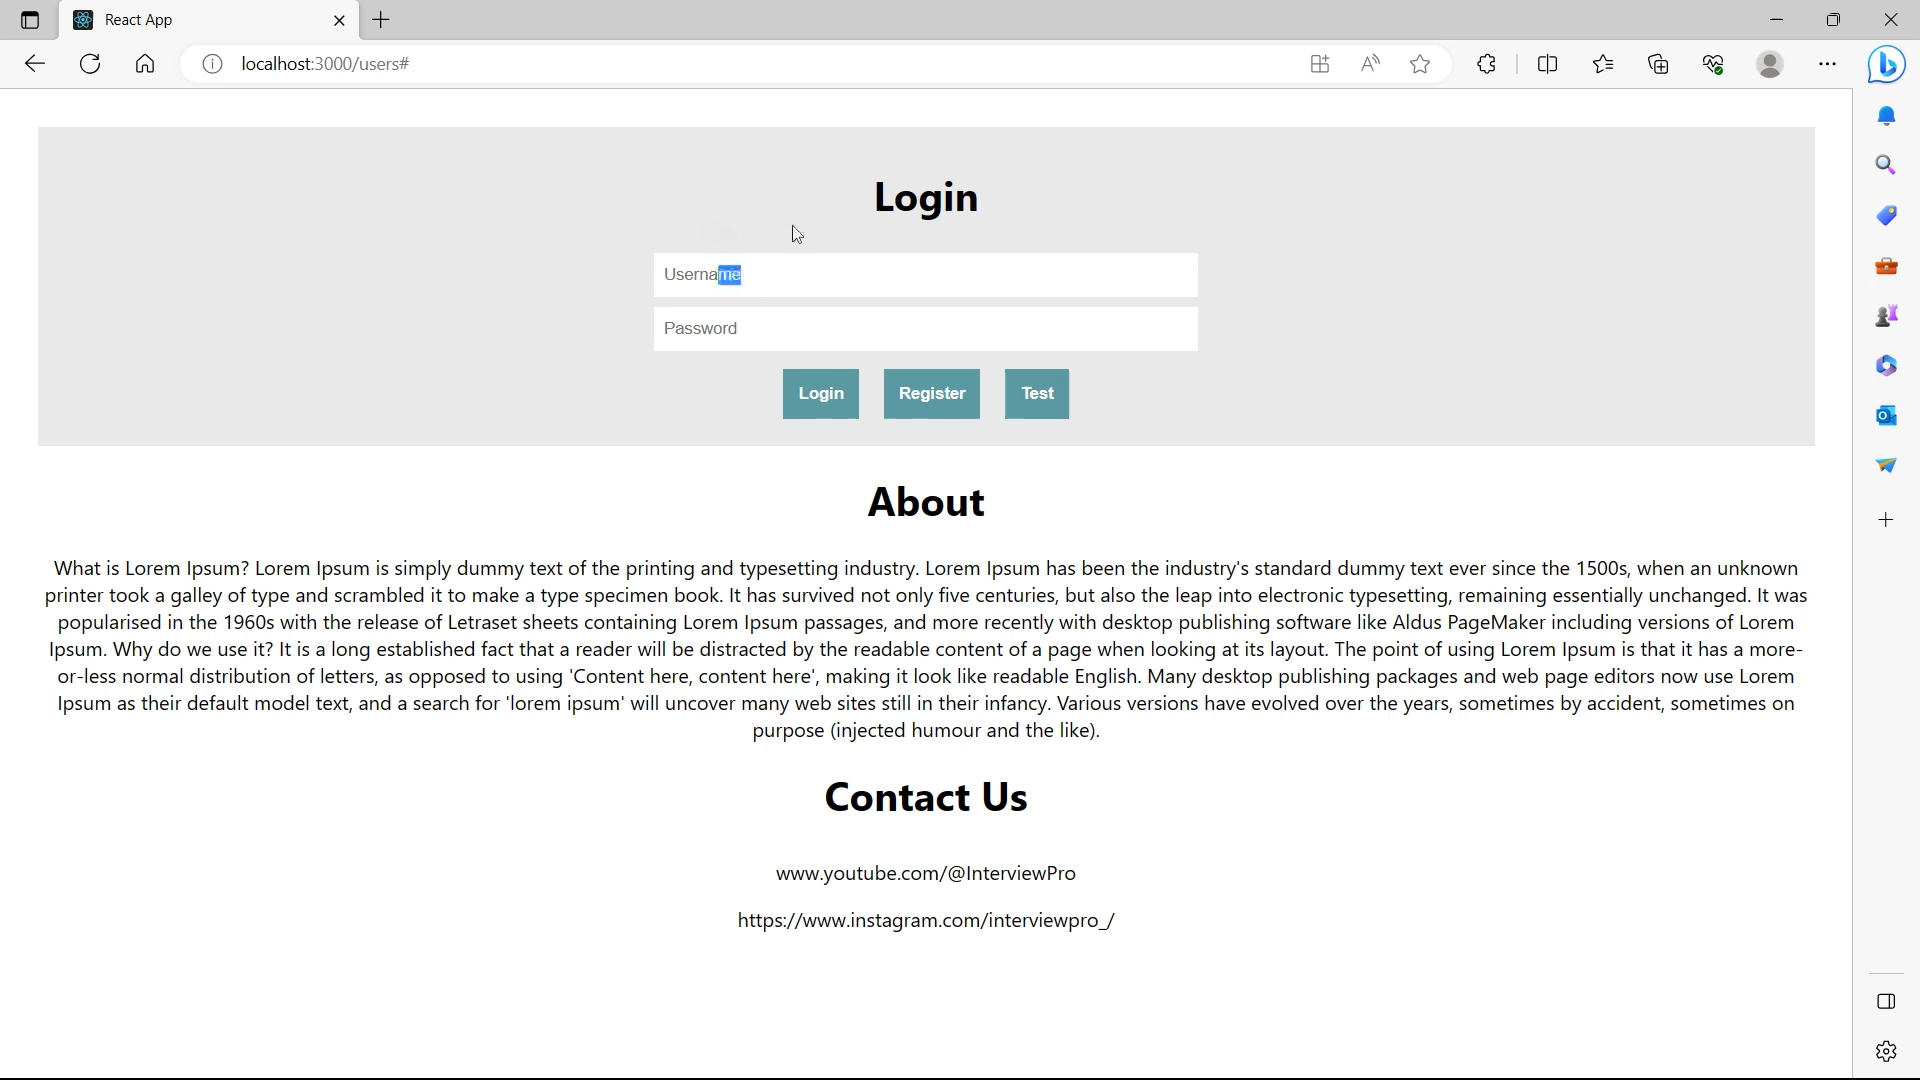 React App
localhost:3000/users#
Login
Username
Password
Login Register Test
About
What is Lorem Ipsum? Lorem Ipsum is simply dummy text of the printing and typesetting industry. Lorem Ipsum has been the industry's standard dummy text ever since the 1500s, when an unknown
printer took a galley of type and scrambled it to make a type specimen book. It has survived not only five centuries, but also the leap into electronic typesetting, remaining essentially unchanged. It was
popularised in the 1960s with the release of Letraset sheets containing Lorem Ipsum passages, and more recently with desktop publishing software like Aldus PageMaker including versions of Lorem
Ipsum. Why do we use it? It is a long established fact that a reader will be distracted by the readable content of a page when looking at its layout. The point of using Lorem Ipsum is that it has a more-
or-less normal distribution of letters, as opposed to using 'Content here, content here', making it look like readable English. Many desktop publishing packages and web page editors now use Lorem
Ipsum as their default model text, and a search for 'lorem ipsum' will uncover many web sites still in their infancy. Various versions have evolved over the years, sometimes by accident, sometimes on
purpose (injected humour and the like).
Contact Us
www.youtube.com/@InterviewPro
https://www.instagram.com/interviewpro_/